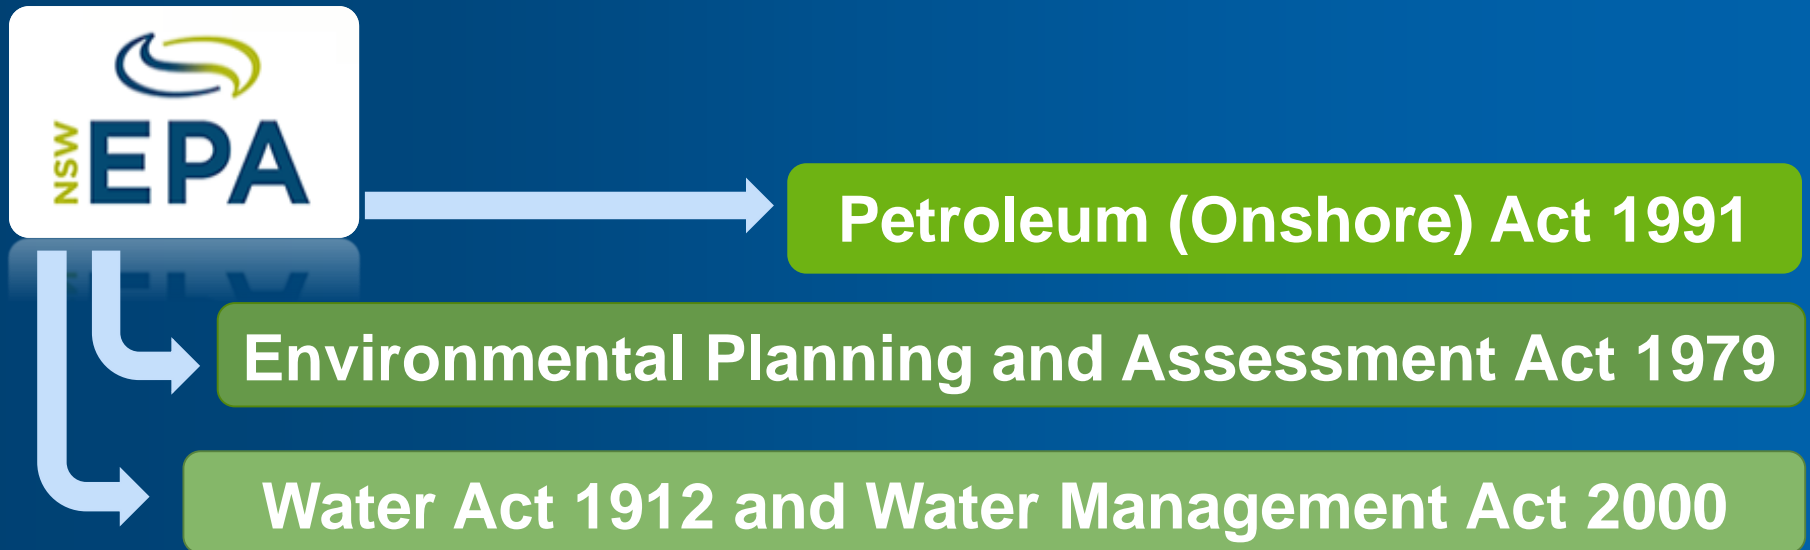 NSW EPA
Petroleum (Onshore) Act 1991
Environmental Planning and Assessment Act 1979
Water Act 1912 and Water Management Act 2000